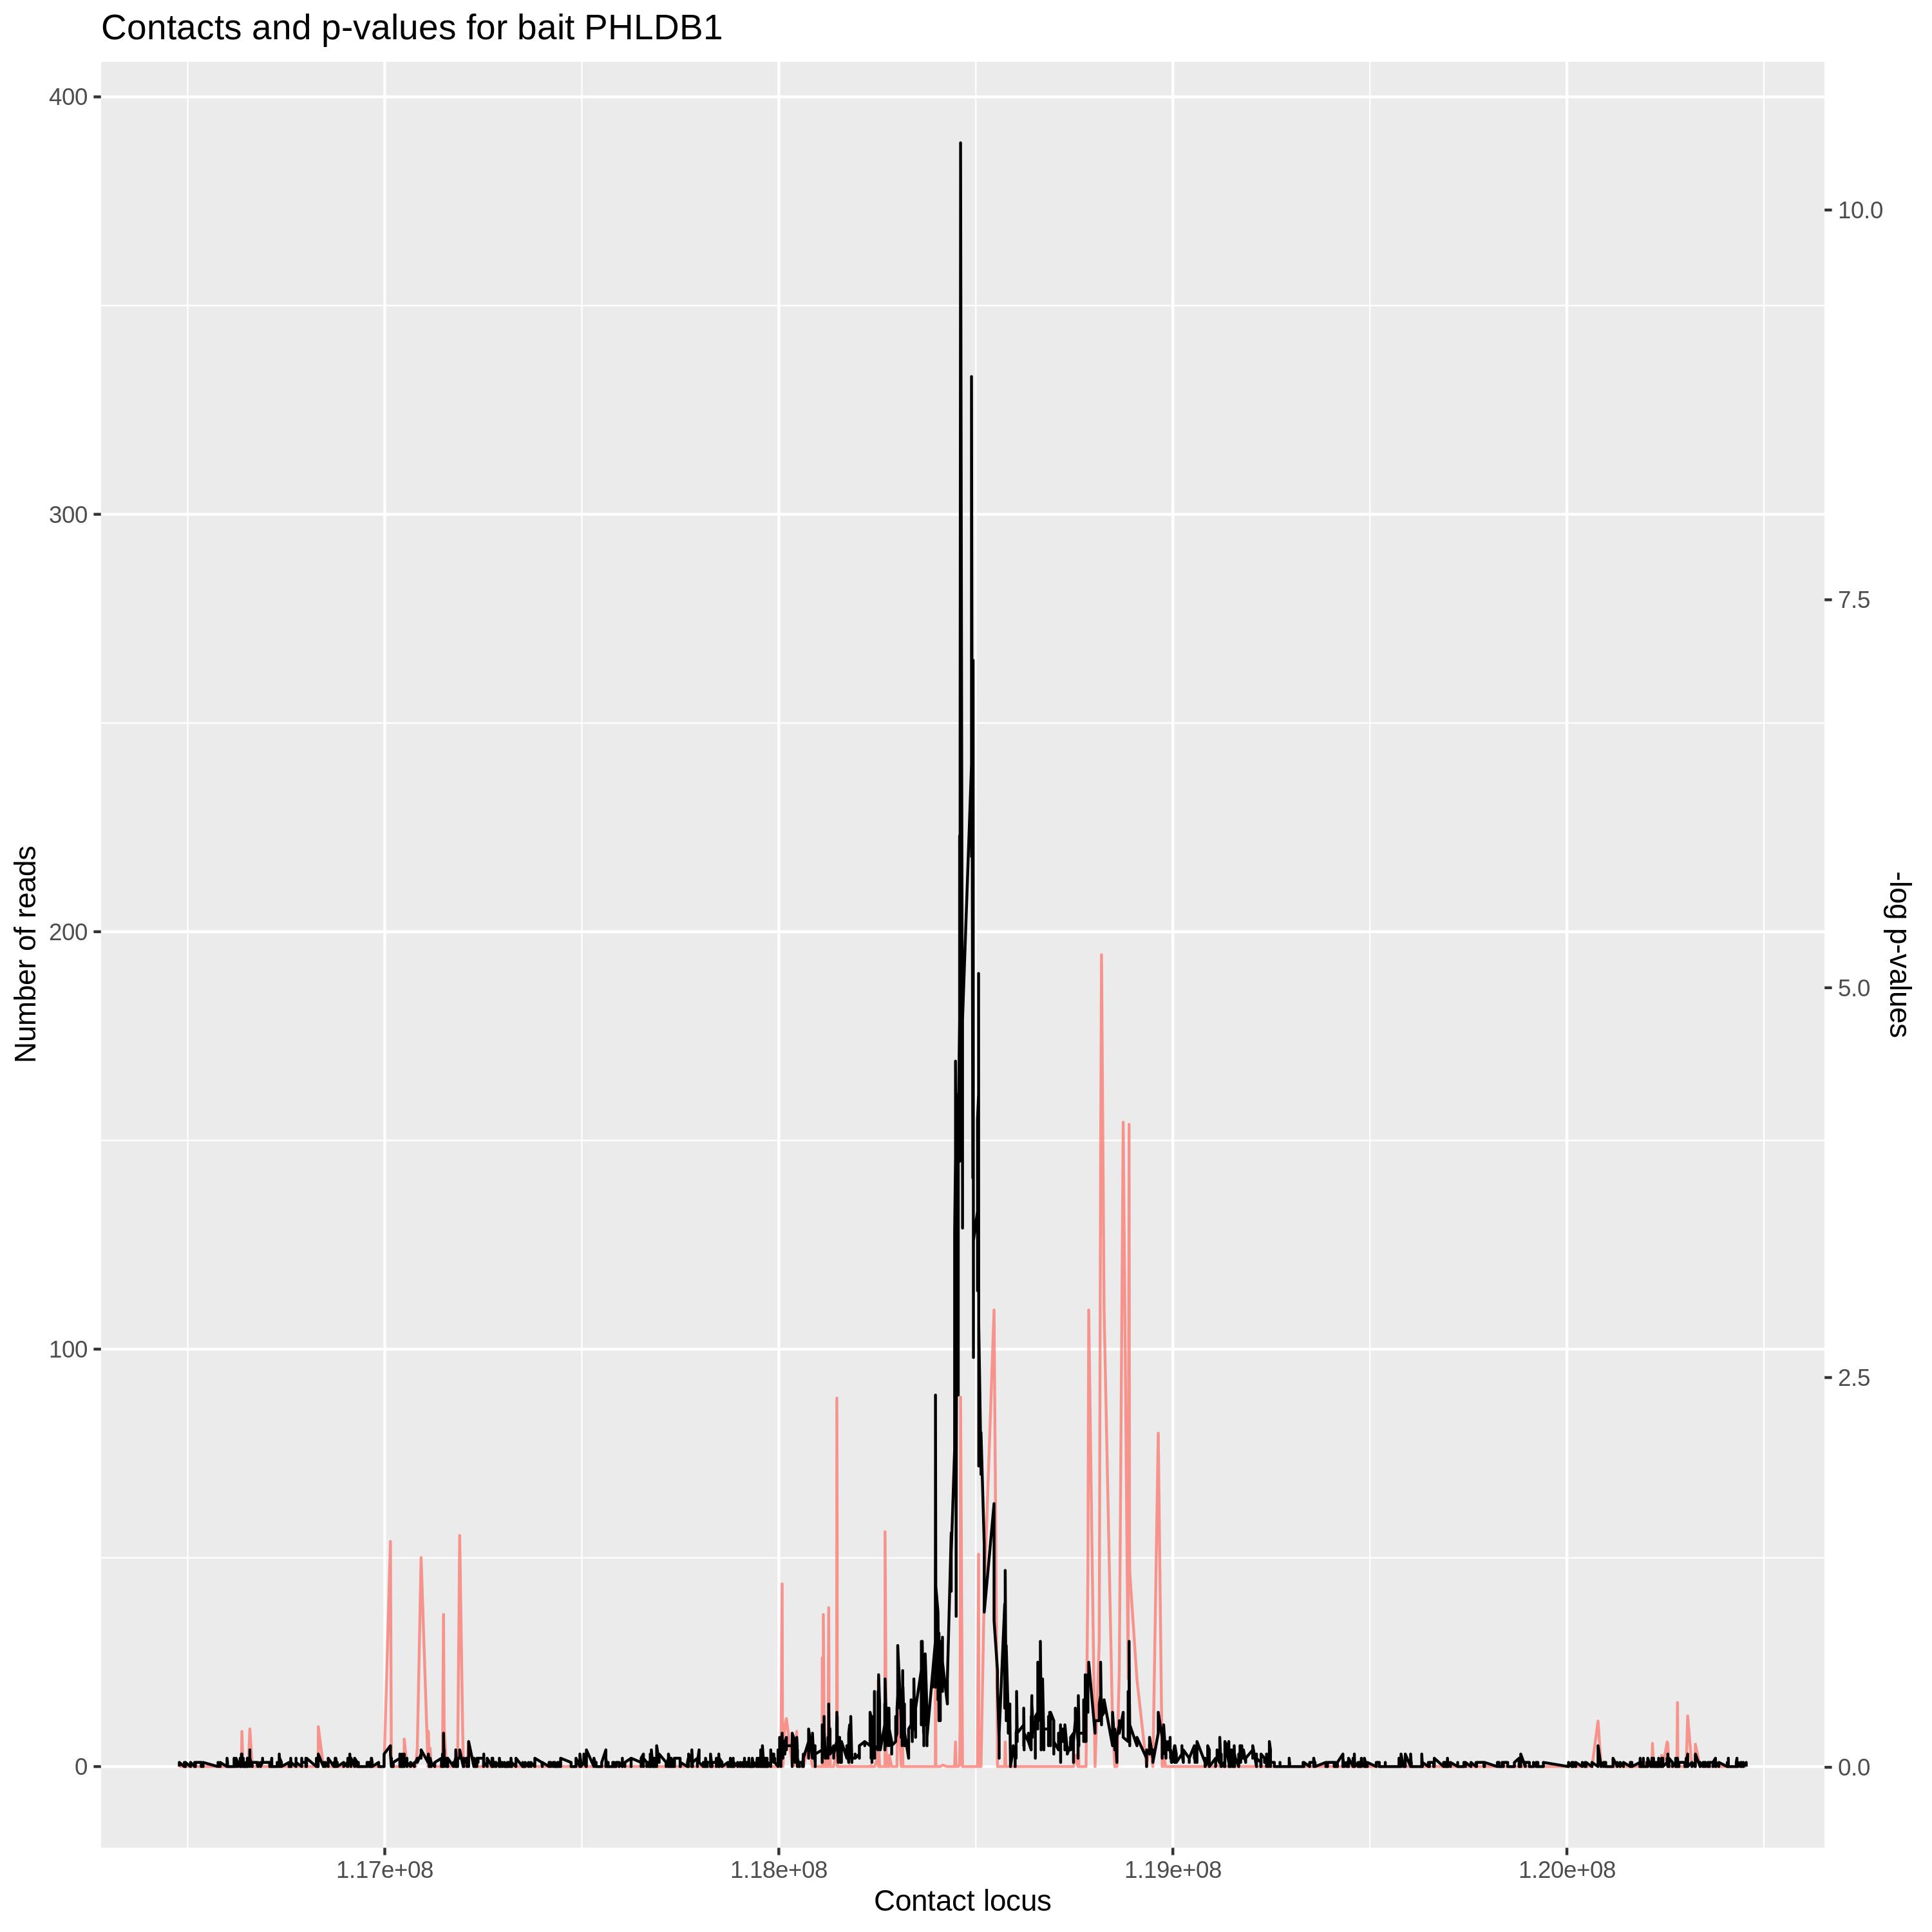 Contacts and p-values for bait PHLDB1
400
300
200
100
0
Number of reads
10.0
7.5
5.0
2.5
0.0
-log p-values
1.17e+08 1.18e+08 1.19e+08 1.20e+08
Contact locus